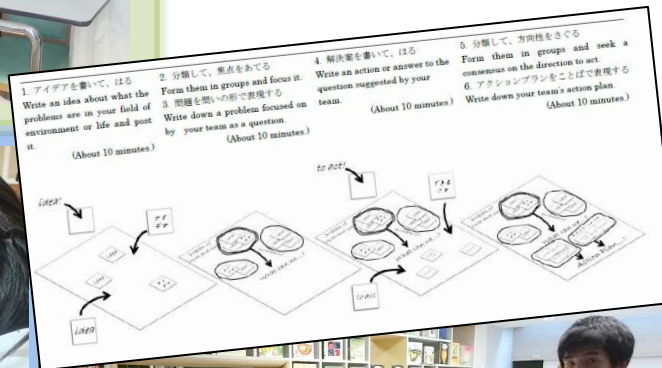 1. アイデアを書いて、はる
Write an idea about what the
problems are in your field of
environment or life and post
it.
(About 10 minutes.)
2. 分類して、焦点をあてる
Form them in groups and focus it.
3. 問題を問いの形で表現する
Write down a problem focused on
by your team as a question.
(About 10 minutes.)
4. 解決案を書いて、はる
Write an action or answer to the
question suggested by your
team.
(About 10 minutes.)
5. 分類して、方向性をさぐる
Form them in groups and seek a
consensus on the direction to act.
6. アクションプランをことばで表現する
Write down your team's action plan.
(About 10 minutes.)
idea!
アイ
デア
idea
What can we...?
to act!
できる
こと
What can we...?
to act
Action plan...!